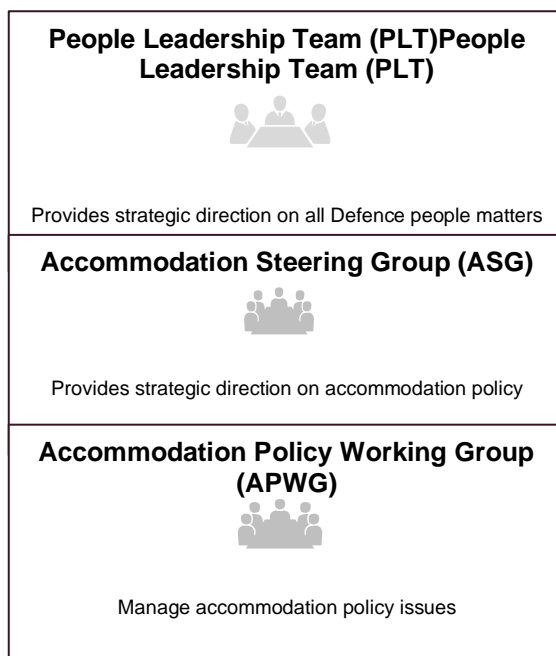 People Leadership Team (PLT)People
Leadership Team (PLT)
Provides strategic direction on all Defence people matters
Accommodation Steering Group (ASG)
Provides strategic direction on accommodation policy
Accommodation Policy Working Group
(APWG)
Manage accommodation policy issues